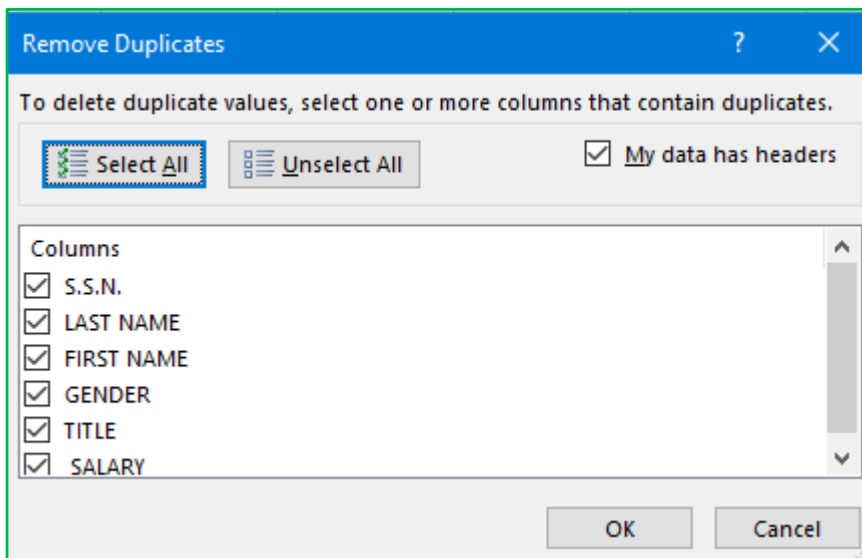 Remove Duplicates ? ×
To delete duplicate values, select one or more columns that contain duplicates.
Select All Unselect All My data has headers
Columns
S.S.N.
LAST NAME
FIRST NAME
GENDER
TITLE
SALARY
OK Cancel